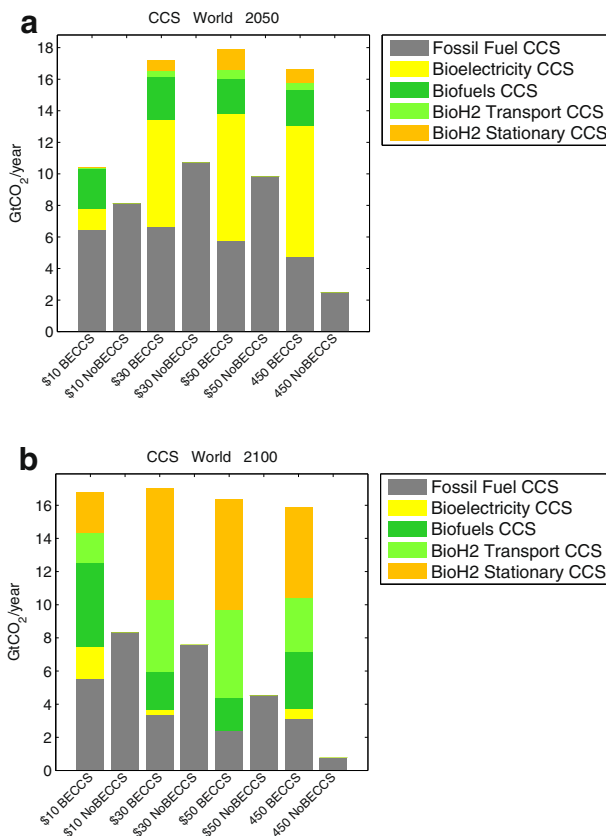 a
CCS World 2050
18
16
14
12
10
8
6
4
2
0
GtCO2/year
$10 BECCS
$10 NoBECCS
$30 BECCS
$30 NoBECCS
$50 BECCS
$50 NoBECCS
450 BECCS
450 NoBECCS
Fossil Fuel CCS
Bioelectricity CCS
Biofuels CCS
BioH2 Transport CCS
BioH2 Stationary CCS
b
CCS World 2100
16
14
12
10
8
6
4
2
0
GtCO2/year
$10 BECCS
$10 NoBECCS
$30 BECCS
$30 NoBECCS
$50 BECCS
$50 NoBECCS
450 BECCS
450 NoBECCS
Fossil Fuel CCS
Bioelectricity CCS
Biofuels CCS
BioH2 Transport CCS
BioH2 Stationary CCS